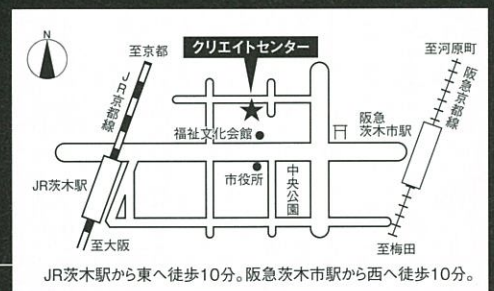 N
至京都
クリエイトセンター
至河原町
JR京都線
阪急京都線
福祉文化会館
阪急
茨木市駅
市役所
中央公園
JR茨木駅
至大阪
至梅田
JR茨木駅から東へ徒歩10分。阪急茨木市駅から西へ徒歩10分。